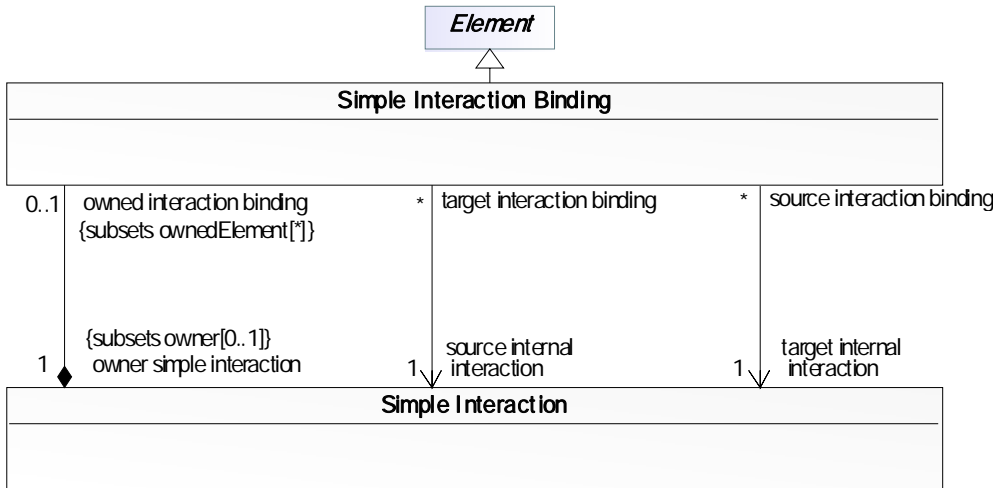 Element
Simple Interaction Binding
0..1 owned interaction binding * target interaction binding * source interaction binding
{subsets ownedElement[*]}
{subsets owner[0..1]}
1 owner simple interaction
1 source internal
interaction
1 target internal
interaction
Simple Interaction